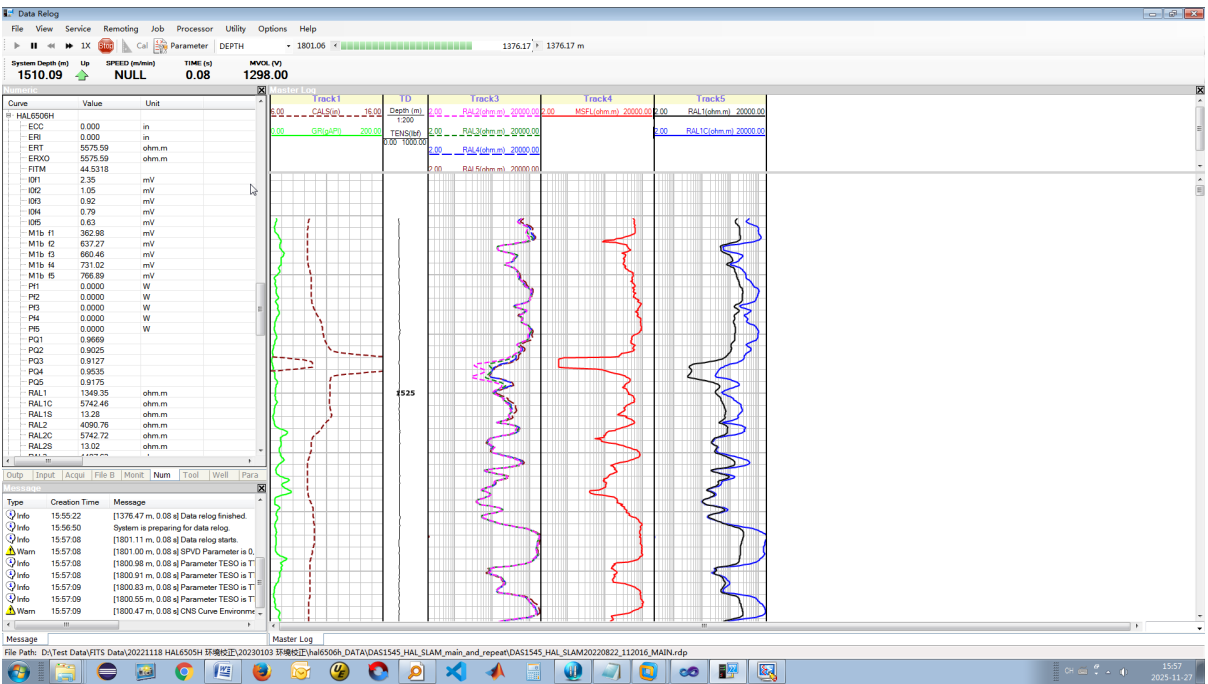 Data Relog
File View Service Remoting Job Processor Utility Options Help
1X Stop Cal Parameter DEPTH 1801.06 1376.17 1376.17 m
System Depth (m) Up SPEED (m/min) TIME (s) MVOL (V)
1510.09 NULL 0.08 1298.00
Numeric
Curve Value Unit
HAL6506H
ECC 0.000 in
ERI 0.000 in
ERT 5575.59 ohm.m
ERXO 5575.59 ohm.m
FITM 44.5318
I0f1 2.35 mV
I0f2 1.05 mV
I0f3 0.92 mV
I0f4 0.79 mV
I0f5 0.63 mV
M1b f1 362.98 mV
M1b f2 637.27 mV
M1b f3 660.46 mV
M1b f4 731.02 mV
M1b f5 766.89 mV
Pf1 0.0000 W
Pf2 0.0000 W
Pf3 0.0000 W
Pf4 0.0000 W
Pf5 0.0000 W
PQ1 0.9669
PQ2 0.9025
PQ3 0.9127
PQ4 0.9535
PQ5 0.9175
RAL1 1349.35 ohm.m
RAL1C 5742.46 ohm.m
RAL1S 13.28 ohm.m
RAL2 4090.76 ohm.m
RAL2C 5742.72 ohm.m
RAL2S 13.02 ohm.m
Outp Input Acqui File B Monit Num Tool Well Para
Master Log
Track1 TD Track3 Track4 Track5
6.00 CALS(in) 16.00 Depth (m) 2.00 RAL2(ohm.m) 20000.00 2.00 MSFL(ohm.m) 20000.00 2.00 RAL1(ohm.m) 20000.00
1:200
0.00 GR(gAPI) 200.00 TENS(lbf) 2.00 RAL3(ohm.m) 20000.00 2.00 RAL1C(ohm.m) 20000.00
0.00 1000.00
2.00 RAL4(ohm.m) 20000.00
2.00 RAL5(ohm.m) 20000.00
1525
Message
Type Creation Time Message
Info 15:55:22 [1376.47 m, 0.08 s] Data relog finished.
Info 15:56:50 System is preparing for data relog.
Info 15:57:08 [1801.11 m, 0.08 s] Data relog starts.
Warn 15:57:08 [1801.00 m, 0.08 s] SPVD Parameter is 0,
Info 15:57:08 [1800.98 m, 0.08 s] Parameter TESO is T
Info 15:57:08 [1800.91 m, 0.08 s] Parameter TESO is T
Info 15:57:09 [1800.83 m, 0.08 s] Parameter TESO is T
Info 15:57:09 [1800.55 m, 0.08 s] Parameter TESO is T
Warn 15:57:09 [1800.47 m, 0.08 s] CNS Curve Environme
Message
Master Log
File Path: D:\Test Data\FITS Data\20221118 HAL6505H 环境校正\20230103 环境校正\hal6506h_DATA\DAS1545_HAL_SLAM_main_and_repeat\DAS1545_HAL_SLAM20220822_112016_MAIN.rdp
CH
15:57
2025-11-27